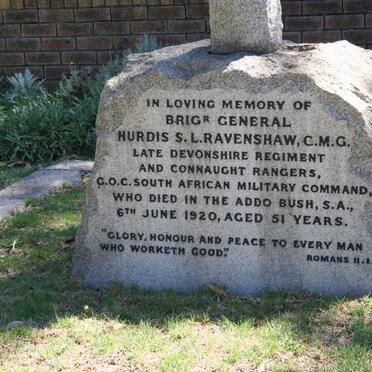 IN LOVING MEMORY OF
BRIGR GENERAL
HURDIS S.L.RAVENSHAW, C.M.G.
LATE DEVONSHIRE REGIMENT
AND CONNAUGHT RANGERS,
G.O.C. SOUTH AFRICAN MILITARY COMMAND,
WHO DIED IN THE ADDO BUSH, S.A.,
6TH JUNE 1920, AGED 51 YEARS.
"GLORY, HONOUR AND PEACE TO EVERY MAN
WHO WORKETH GOOD".
ROMANS II.